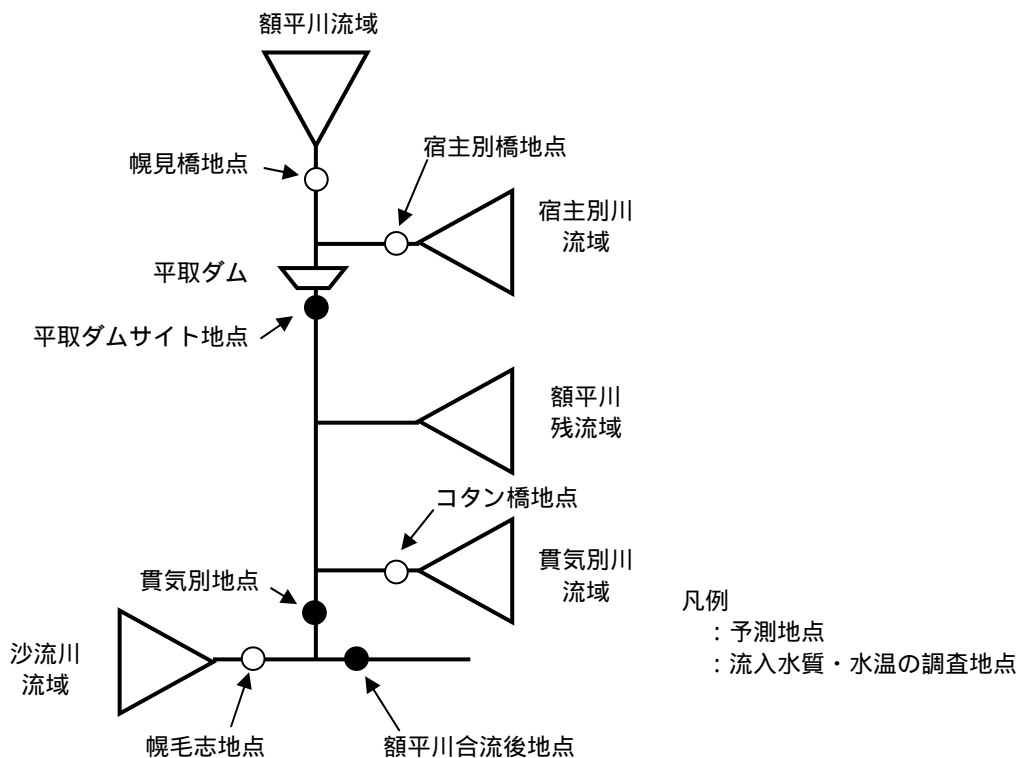 額平川流域
宿主別橋地点
幌見橋地点
宿主別川
流域
平取ダム
平取ダムサイト地点
額平川
残流域
コタン橋地点
貫気別川
流域
貫気別地点
凡例
：予測地点
：流入水質・水温の調査地点
沙流川
流域
幌毛志地点
額平川合流後地点